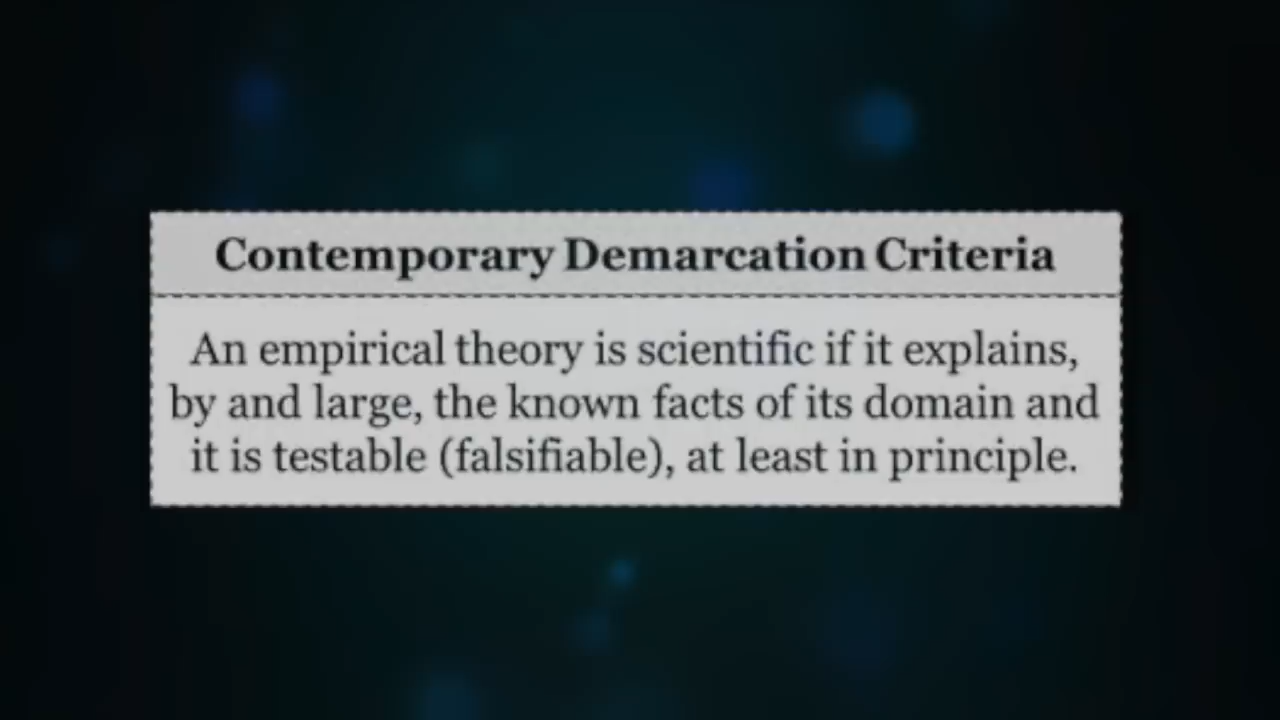 Contemporary Demarcation Criteria
An empirical theory is scientific if it explains,
by and large, the known facts of its domain and
it is testable (falsifiable), at least in principle.